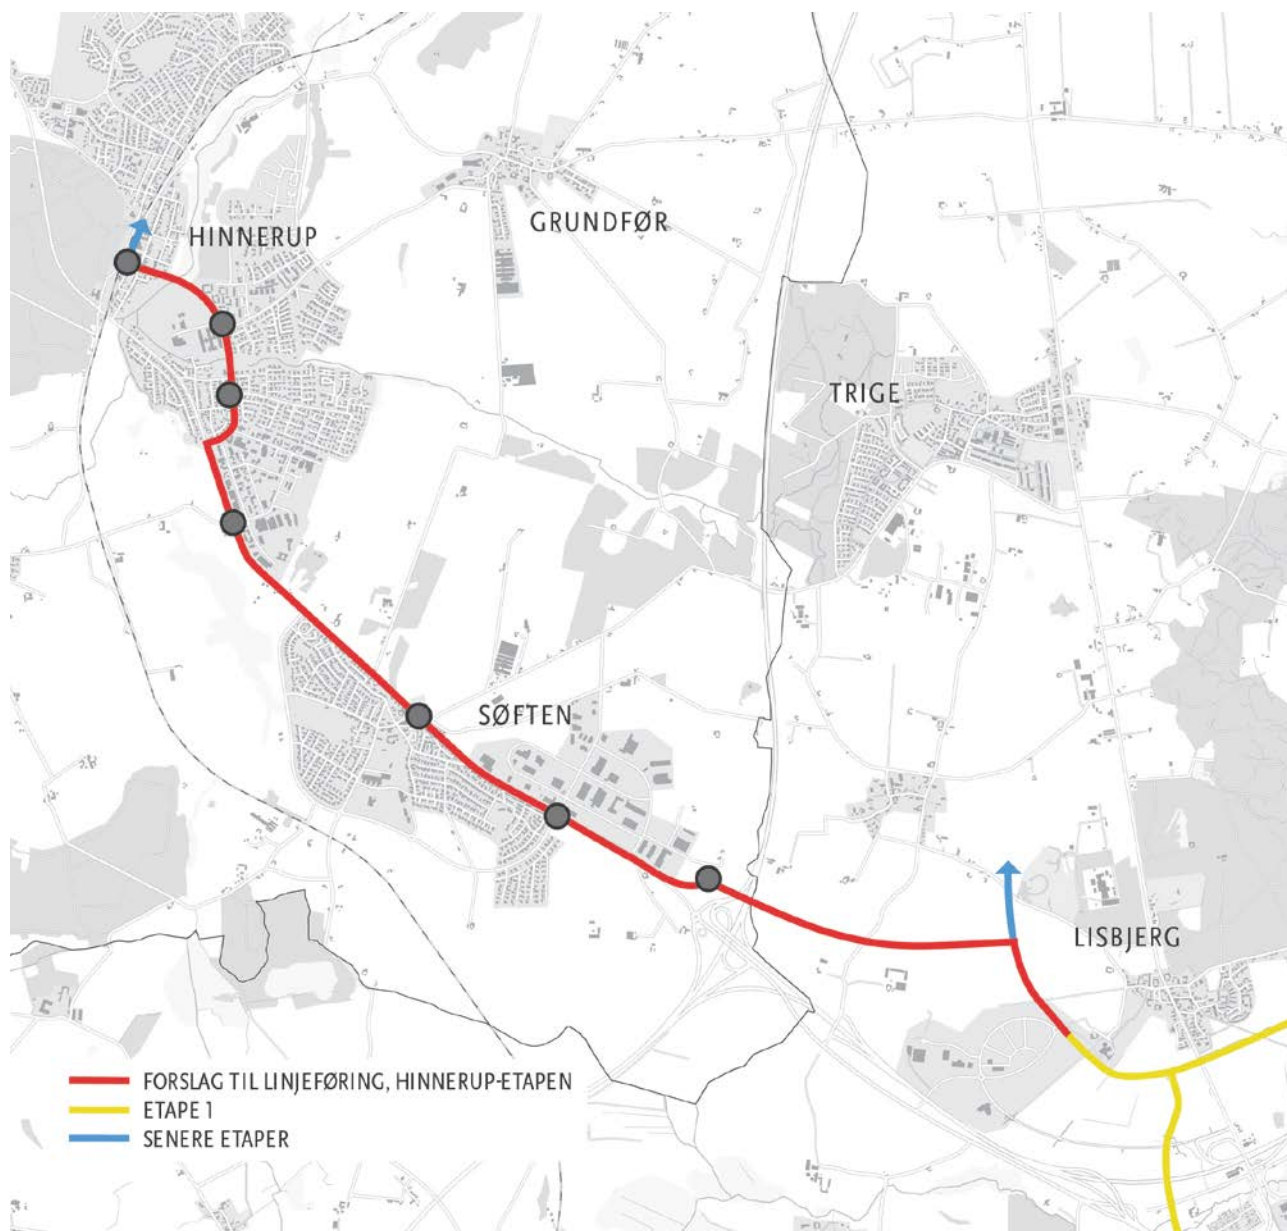 HINNERUP
GRUNDFØR
TRIGE
SØFTEN
LISBJERG
FORSLAG TIL LINJEFØRING, HINNERUP-ETAPEN
ETAPE 1
SENERE ETAPER